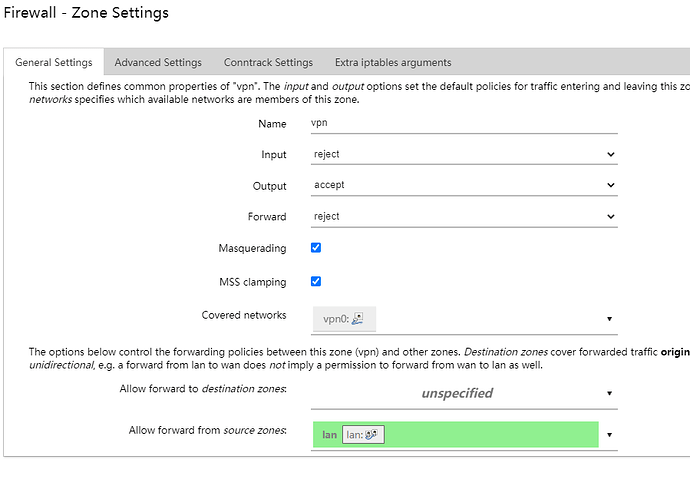 Firewall - Zone Settings
General Settings Advanced Settings Conntrack Settings Extra iptables arguments
This section defines common properties of "vpn". The input and output options set the default policies for traffic entering and leaving this zo
networks specifies which available networks are members of this zone.
Name vpn
Input reject
Output accept
Forward reject
Masquerading
MSS clamping
Covered networks vpn0:
The options below control the forwarding policies between this zone (vpn) and other zones. Destination zones cover forwarded traffic origin
unidirectional, e.g. a forward from lan to wan does not imply a permission to forward from wan to lan as well.
Allow forward to destination zones: unspecified
Allow forward from source zones: lan lan: